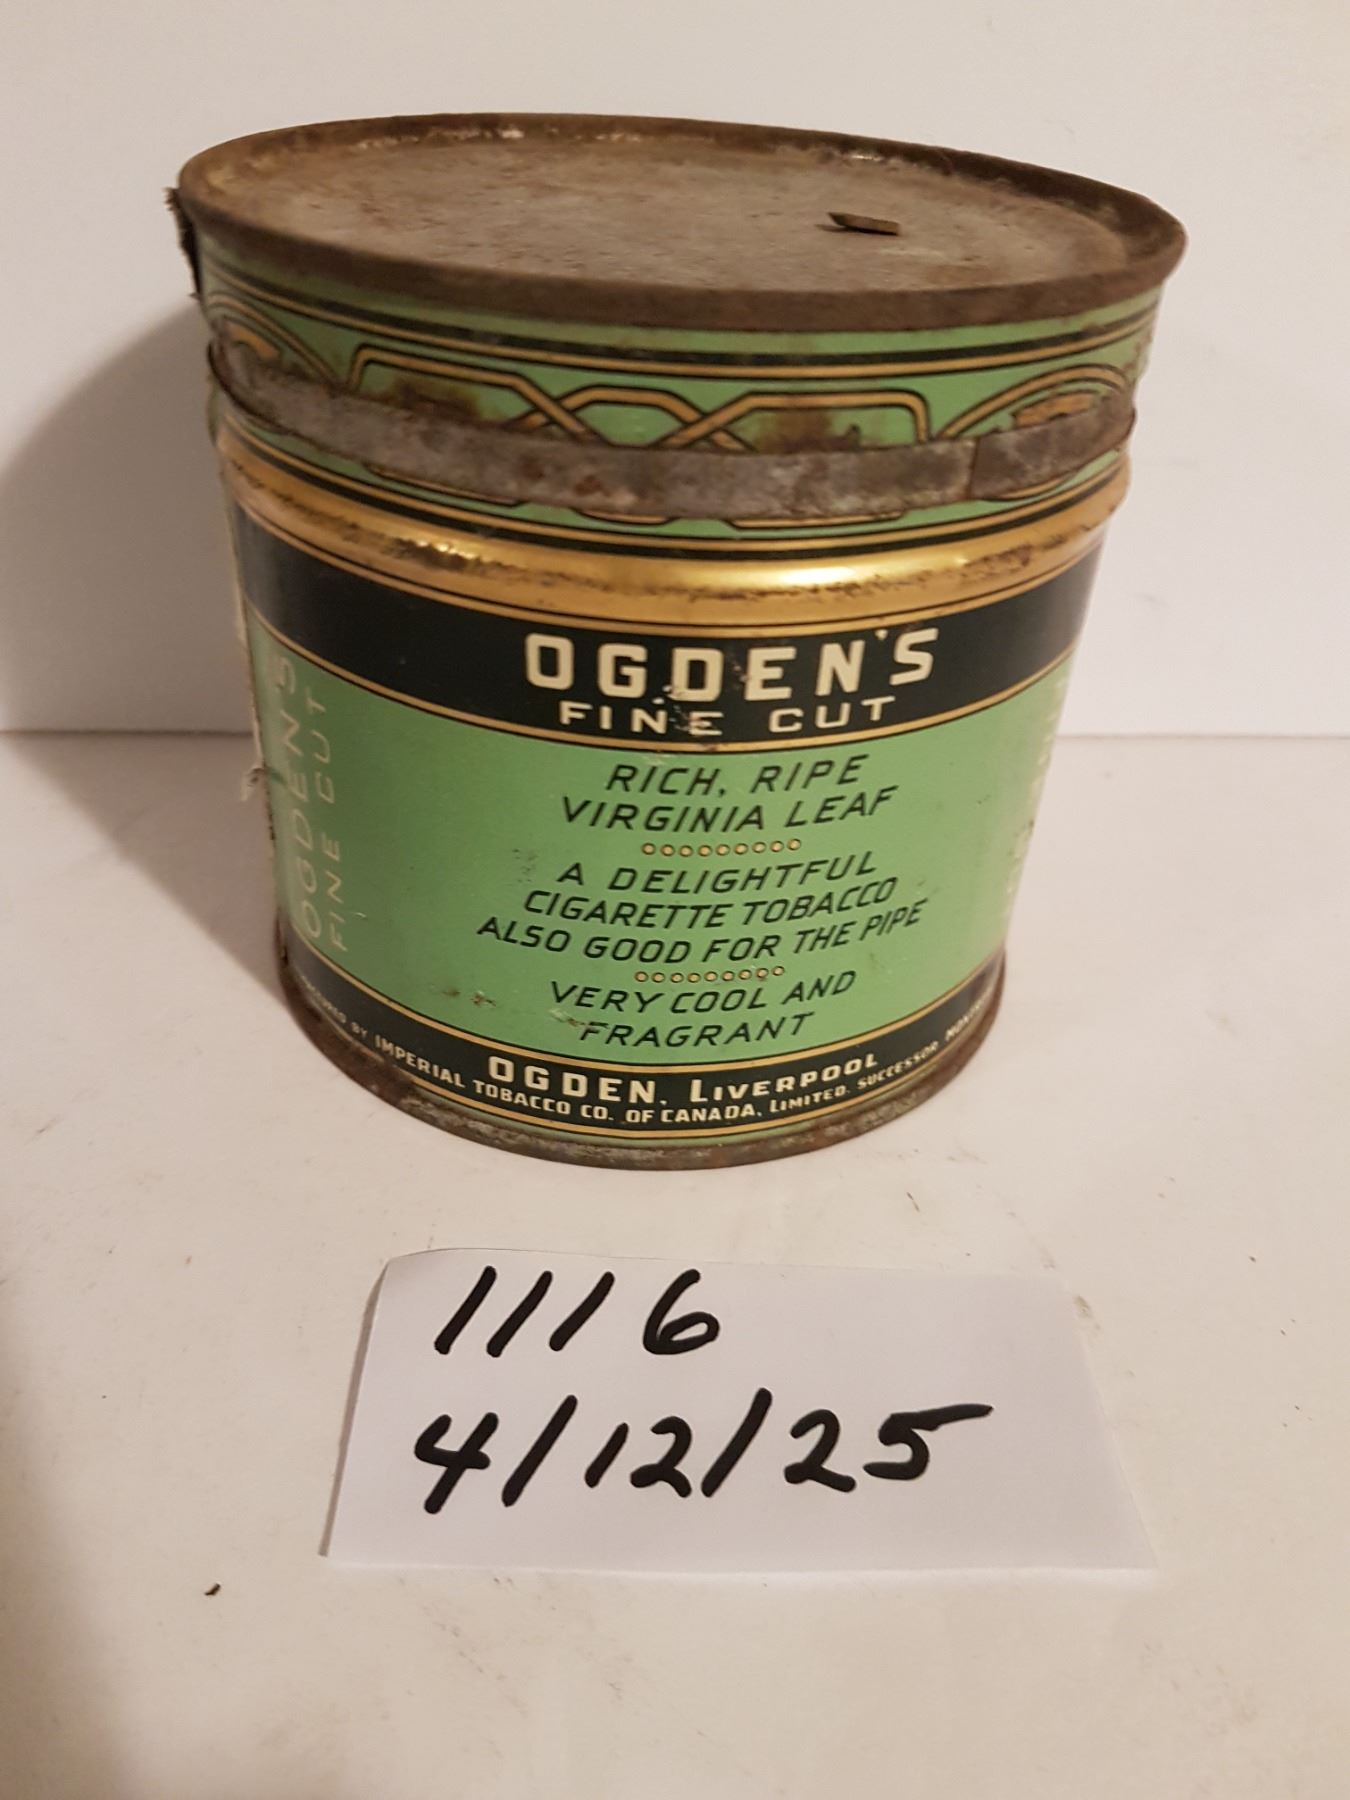 OGDEN'S
FINE CUT
RICH, RIPE
VIRGINIA LEAF
A DELIGHTFUL
CIGARETTE TOBACCO
ALSO GOOD FOR THE PIPE
VERY COOL AND
FRAGRANT
OGDEN, LIVERPOOL
BY IMPERIAL TOBACCO CO. OF CANADA, LIMITED. SUCCESSOR,
OGDEN'S
FINE CUT
1116
4/12/25